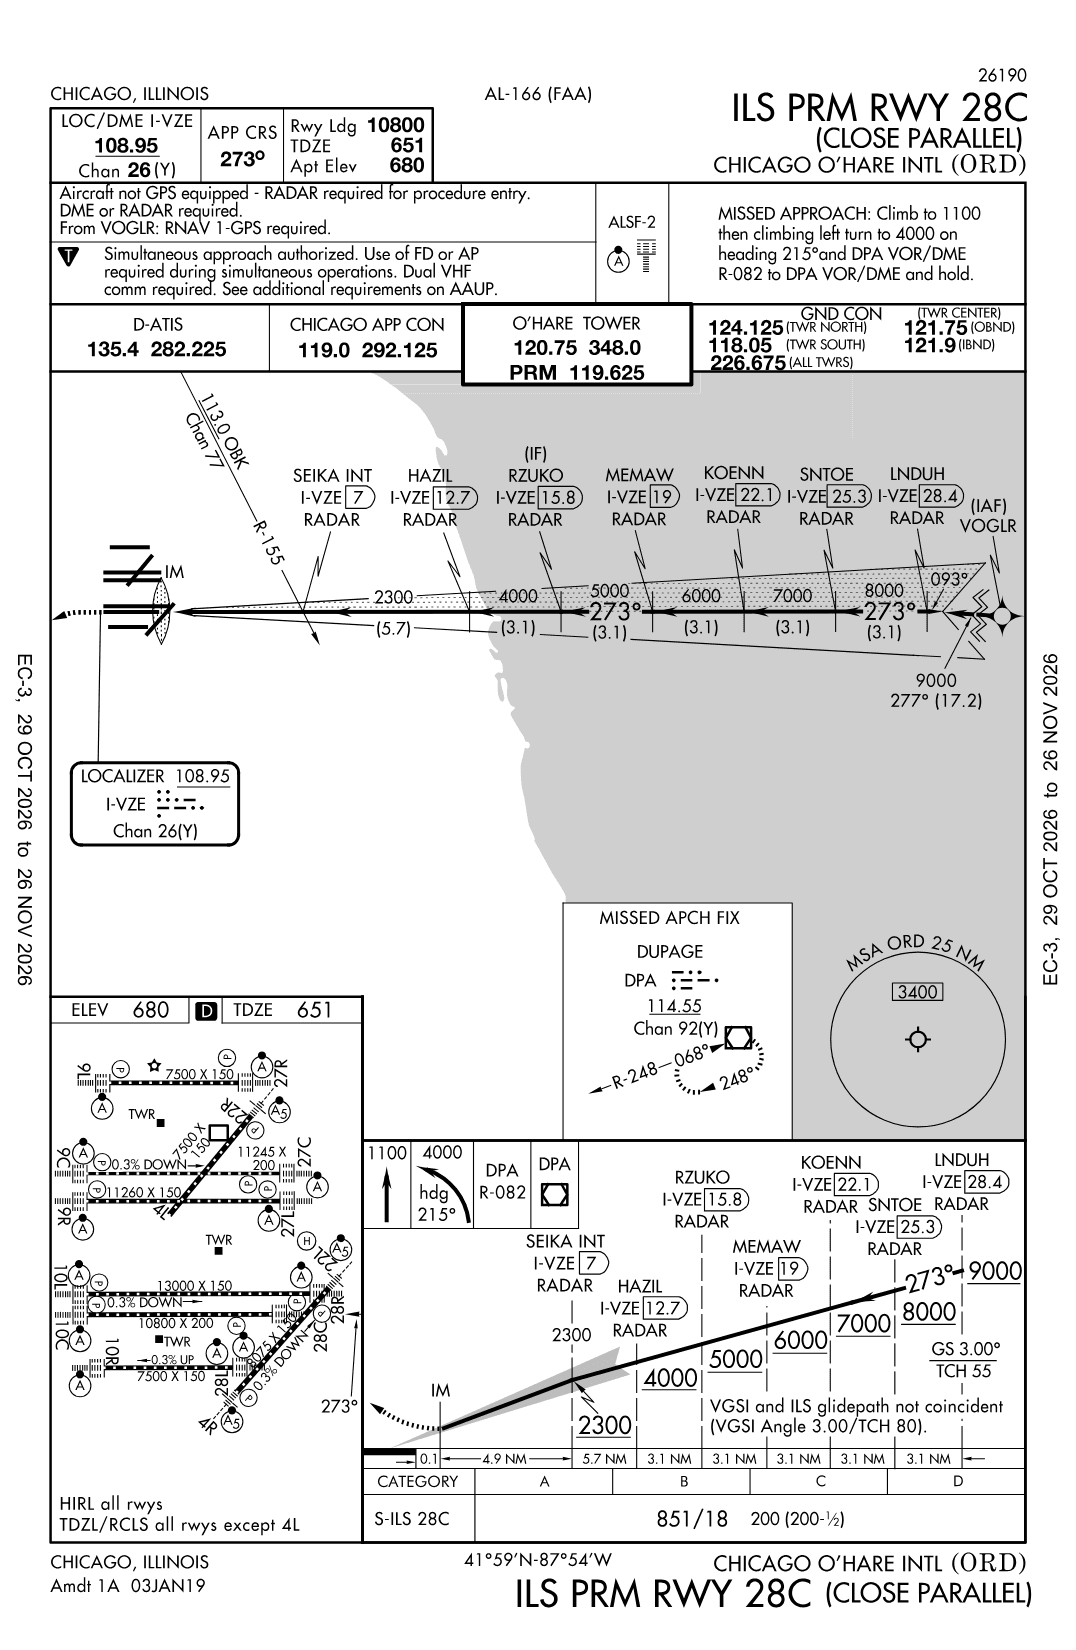 26190
CHICAGO, ILLINOIS
AL-166 (FAA)
ILS PRM RWY 28C
(CLOSE PARALLEL)
CHICAGO O'HARE INTL (ORD)
LOC/DME I-VZE
108.95
Chan 26 (Y)
APP CRS
273°
Rwy Ldg 10800
TDZE 651
Apt Elev 680
Aircraft not GPS equipped - RADAR required for procedure entry.
DME or RADAR required.
From VOGLR: RNAV 1-GPS required.
T
Simultaneous approach authorized. Use of FD or AP
required during simultaneous operations. Dual VHF
comm required. See additional requirements on AAUP.
ALSF-2
A
MISSED APPROACH: Climb to 1100
then climbing left turn to 4000 on
heading 215° and DPA VOR/DME
R-082 to DPA VOR/DME and hold.
D-ATIS
135.4 282.225
CHICAGO APP CON
119.0 292.125
O'HARE TOWER
120.75 348.0
PRM 119.625
GND CON
124.125 (TWR NORTH)
118.05 (TWR SOUTH)
226.675 (ALL TWRS)
(TWR CENTER)
121.75 (OBND)
121.9 (IBND)
113.0 OBK
Chan 77
R-155
SEIKA INT
I-VZE 7
RADAR
HAZIL
I-VZE 12.7
RADAR
(IF)
RZUKO
I-VZE 15.8
RADAR
MEMAW
I-VZE 19
RADAR
KOENN
I-VZE 22.1
RADAR
SNTOE
I-VZE 25.3
RADAR
LNDUH
I-VZE 28.4
RADAR
(IAF)
VOGLR
IM
093°
2300 4000 5000 6000 7000 8000
273° 273°
(5.7) (3.1) (3.1) (3.1) (3.1) (3.1)
9000
277° (17.2)
LOCALIZER 108.95
I-VZE
Chan 26(Y)
EC-3, 29 OCT 2026 to 26 NOV 2026
EC-3, 29 OCT 2026 to 26 NOV 2026
MISSED APCH FIX
DUPAGE
DPA
114.55
Chan 92(Y)
R-248
068°
248°
MSA ORD 25 NM
3400
ELEV 680
D
TDZE 651
9L
P
7500 X 150
P
A
27R
A
TWR
22R
A5
P
7500 X
150
9C
A
P
0.3% DOWN
11245 X
200
27C
A
P
11260 X 150
P
P
9R
A
4L
A
27L
TWR
H
22L
A5
10L
A
P
13000 X 150
A
28R
P
0.3% DOWN
P
10C
A
10800 X 200
P
28C
TWR
10R
A
0.3% UP
7500 X 150
A
A
28L
8075 X 150
0.3% DOWN
P
4R
A5
273°
HIRL all rwys
TDZL/RCLS all rwys except 4L
1100
4000
hdg
215°
DPA
R-082
DPA
SEIKA INT
I-VZE 7
RADAR
HAZIL
I-VZE 12.7
RADAR
RZUKO
I-VZE 15.8
RADAR
MEMAW
I-VZE 19
RADAR
KOENN
I-VZE 22.1
RADAR
SNTOE
I-VZE 25.3
RADAR
LNDUH
I-VZE 28.4
RADAR
273°
9000
8000
7000
6000
5000
4000
2300
2300
IM
GS 3.00°
TCH 55
VGSI and ILS glidepath not coincident
(VGSI Angle 3.00/TCH 80).
0.1 4.9 NM 5.7 NM 3.1 NM 3.1 NM 3.1 NM 3.1 NM 3.1 NM
CATEGORY A B C D
S-ILS 28C 851/18 200 (200-½)
CHICAGO, ILLINOIS
Amdt 1A 03JAN19
41°59'N-87°54'W
CHICAGO O'HARE INTL (ORD)
ILS PRM RWY 28C (CLOSE PARALLEL)